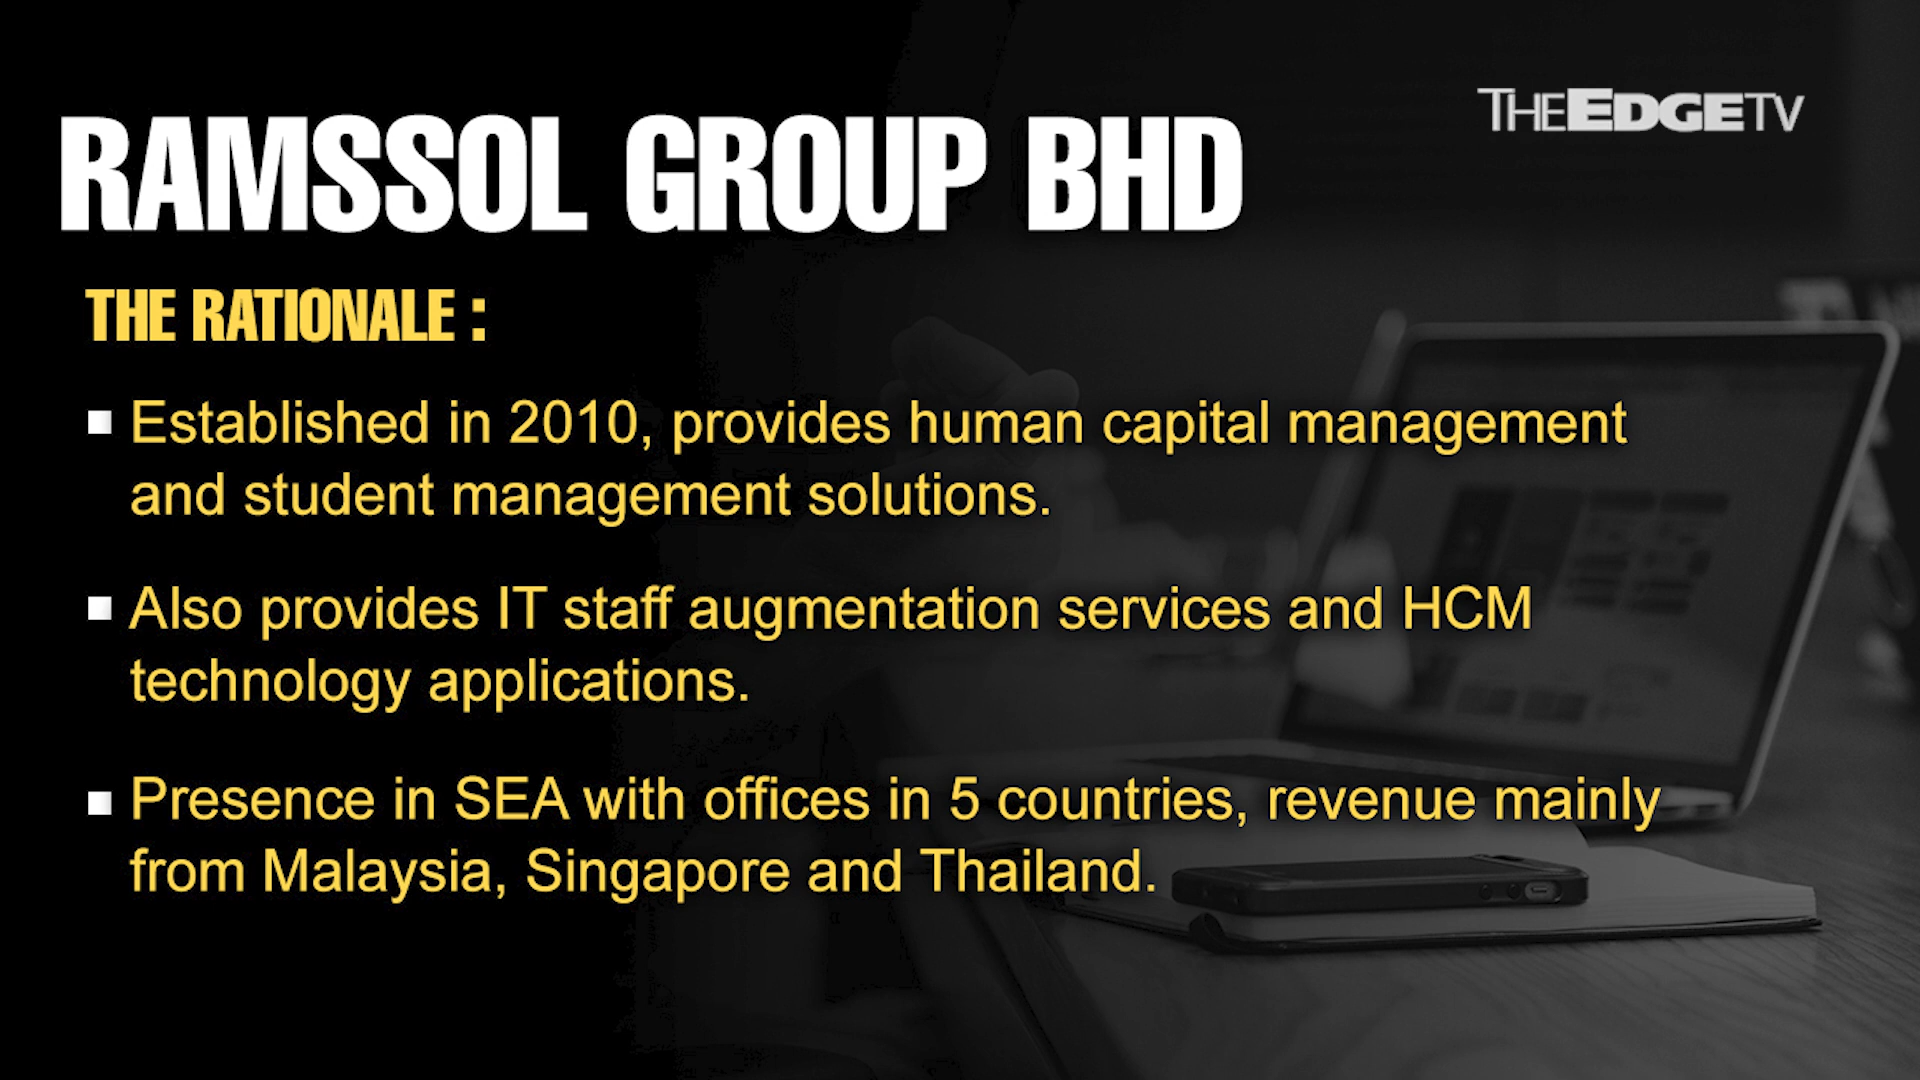 THEEDGETV
RAMSSOL GROUP BHD
THE RATIONALE :
Established in 2010, provides human capital management
and student management solutions.
Also provides IT staff augmentation services and HCM
technology applications.
Presence in SEA with offices in 5 countries, revenue mainly
from Malaysia, Singapore and Thailand.